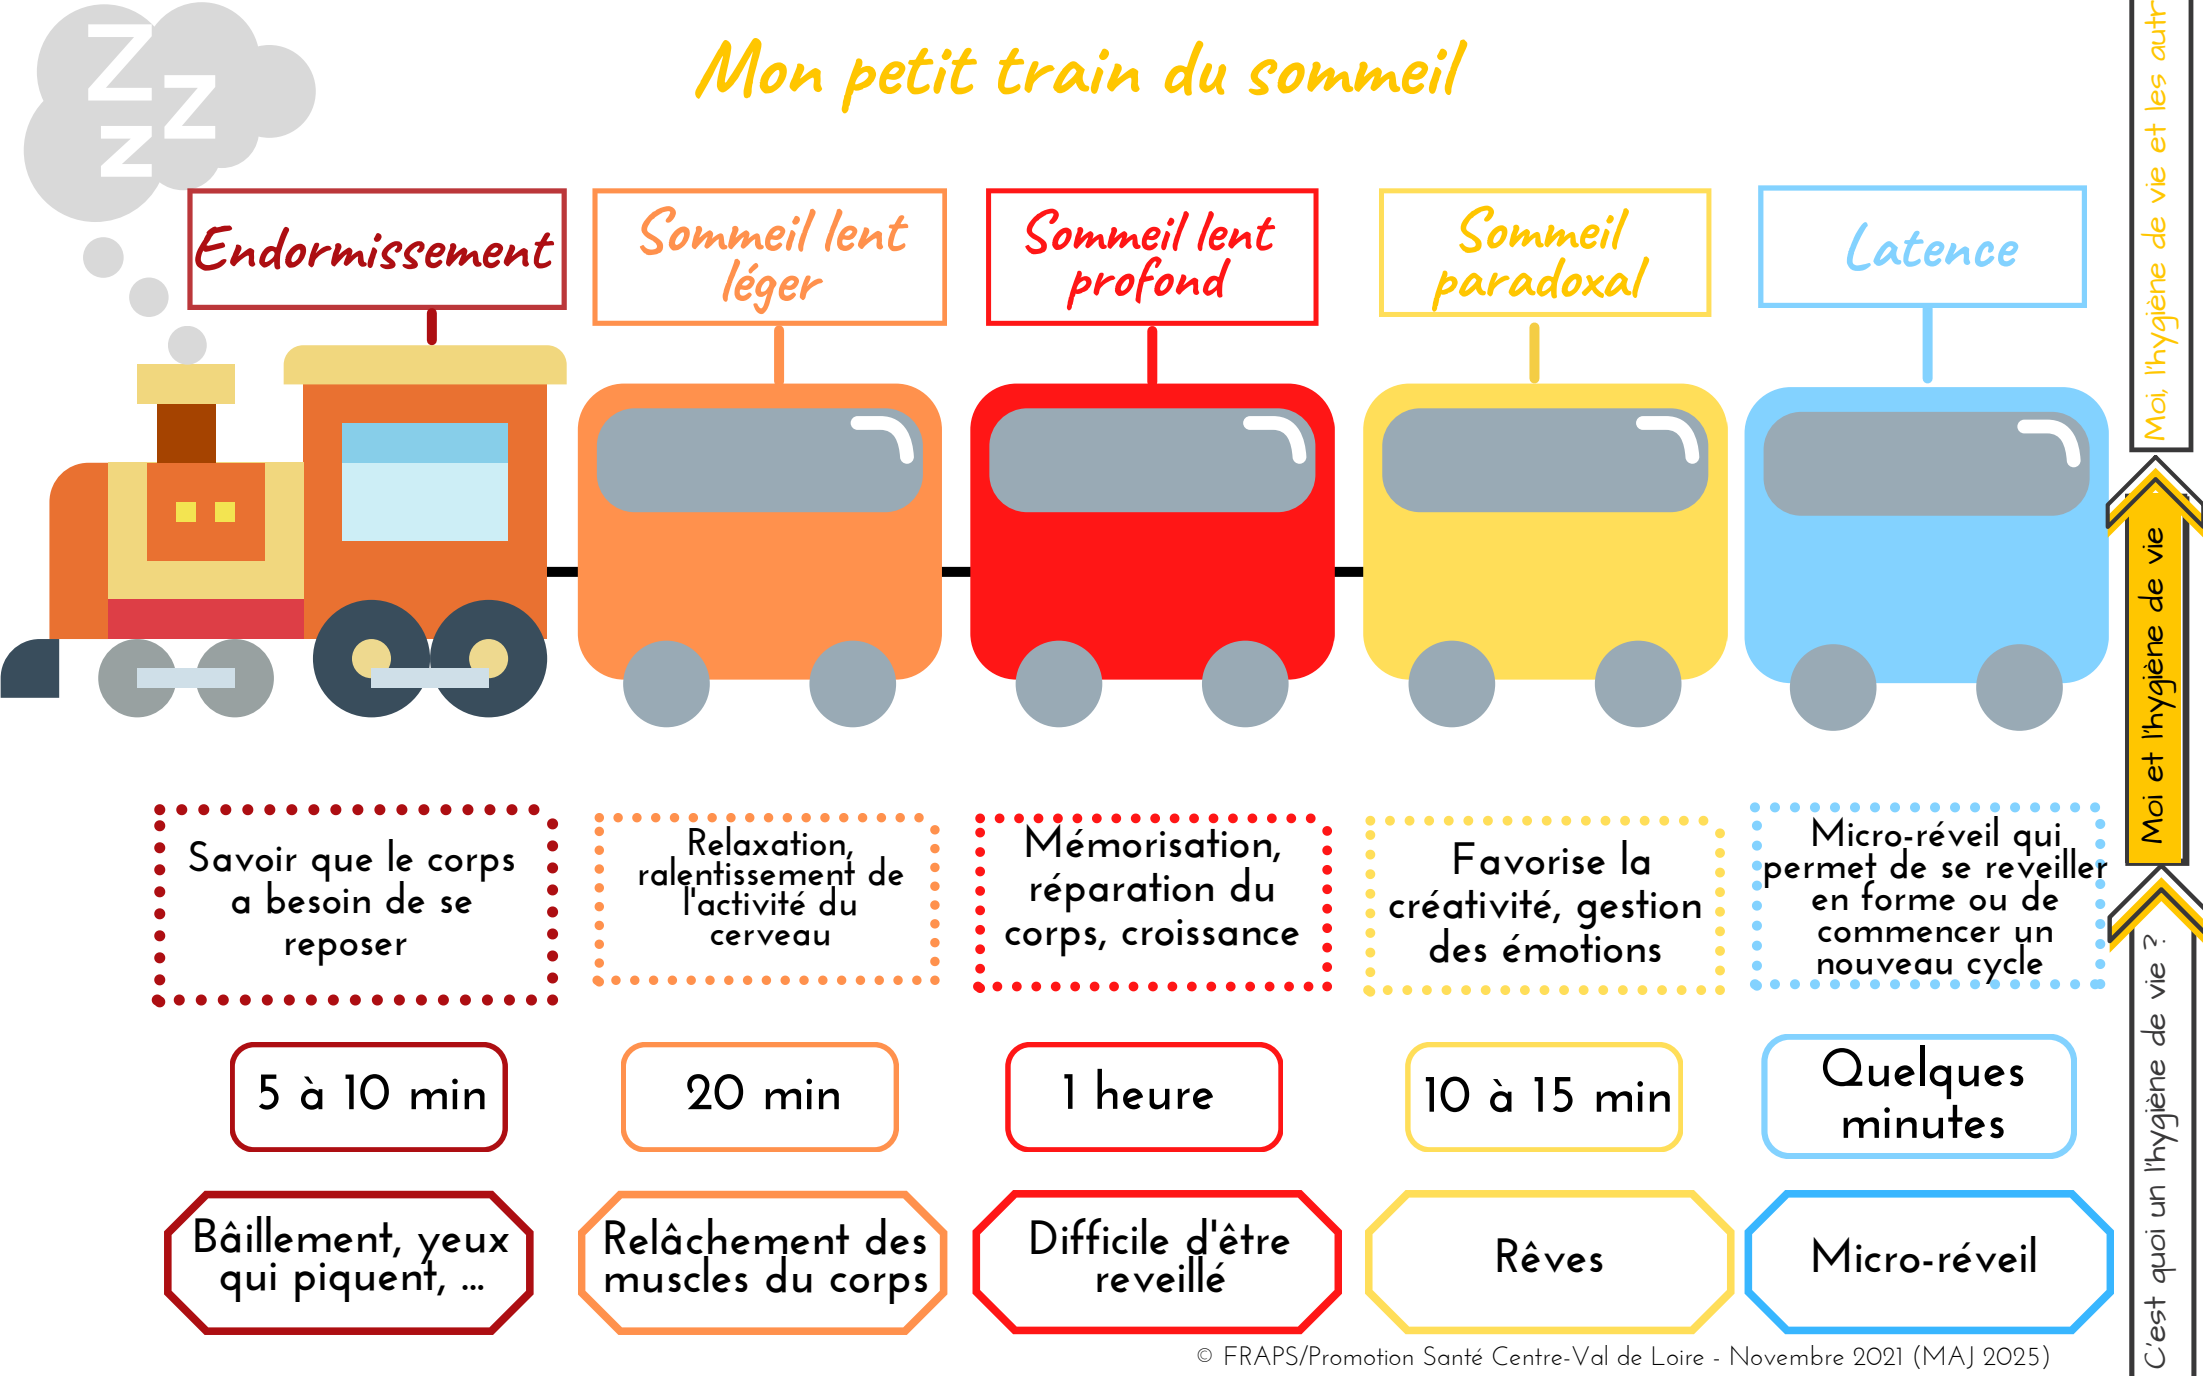 Z
Z
Z
Mon petit train du sommeil
Endormissement
Sommeil lent
léger
Sommeil lent
profond
Sommeil
paradoxal
Latence
Savoir que le corps
a besoin de se
reposer
Relaxation,
ralentissement de
l'activité du
cerveau
Mémorisation,
réparation du
corps, croissance
Favorise la
créativité, gestion
des émotions
Micro-réveil qui
permet de se reveiller
en forme ou de
commencer un
nouveau cycle
5 à 10 min
20 min
1 heure
10 à 15 min
Quelques
minutes
Bâillement, yeux
qui piquent, ...
Relâchement des
muscles du corps
Difficile d'être
reveillé
Rêves
Micro-réveil
© FRAPS/Promotion Santé Centre-Val de Loire - Novembre 2021 (MAJ 2025)
Moi, l'hygiène de vie et les autr
Moi et l'hygiène de vie
C'est quoi un l'hygiène de vie ?